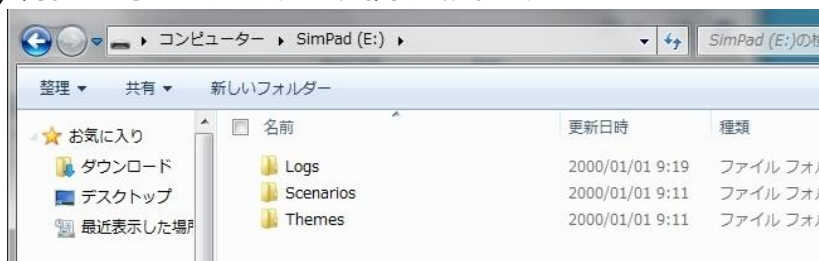 コンピューター ▸ SimPad (E:) ▸ SimPad (E:)の
整理 ▼ 共有 ▼ 新しいフォルダー
お気に入り
ダウンロード
デスクトップ
最近表示した場
名前 更新日時 種類
Logs 2000/01/01 9:19 ファイル フォ
Scenarios 2000/01/01 9:11 ファイル フォ
Themes 2000/01/01 9:11 ファイル フォ